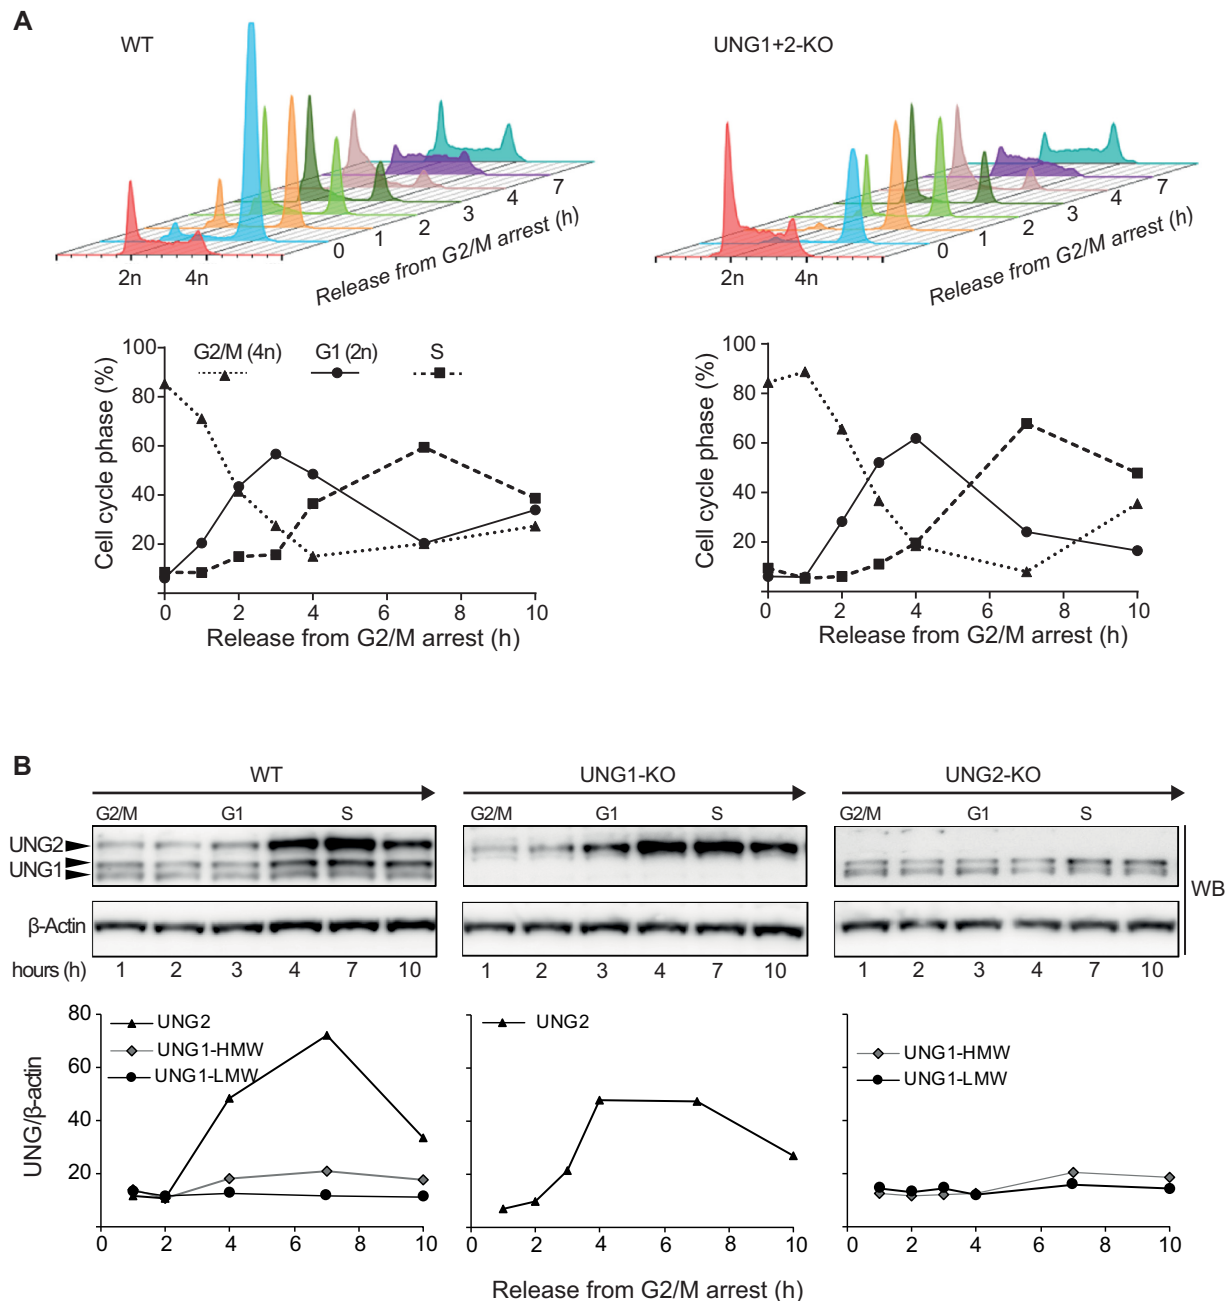 A
WT
UNG1+2-KO
0
1
2
3
4
7
2n
4n
Release from G2/M arrest (h)
0
1
2
3
4
7
2n
4n
Release from G2/M arrest (h)
G2/M (4n)
G1 (2n)
S
Cell cycle phase (%)
100
80
60
40
20
0
2
4
6
8
10
Release from G2/M arrest (h)
Cell cycle phase (%)
100
80
60
40
20
0
2
4
6
8
10
Release from G2/M arrest (h)
B
WT
UNG1-KO
UNG2-KO
G2/M
G1
S
G2/M
G1
S
G2/M
G1
S
UNG2
UNG1
WB
β-Actin
hours (h)
1
2
3
4
7
10
1
2
3
4
7
10
1
2
3
4
7
10
UNG/β-actin
80
60
40
20
UNG2
UNG1-HMW
UNG1-LMW
0
2
4
6
8
10
UNG2
0
2
4
6
8
10
UNG1-HMW
UNG1-LMW
0
2
4
6
8
10
Release from G2/M arrest (h)